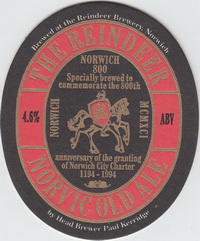 Brewed at the Reindeer Brewery, Norwich
THE REINDEER
NORWICH
800
Specially brewed to
commemorate the 800th
4.6%
NORWICH
MCMXCI
ABV
anniversary of the granting
of Norwich City Charter
1194 - 1994
NORVIC OLD ALE
by Head Brewer Paul Kerridge